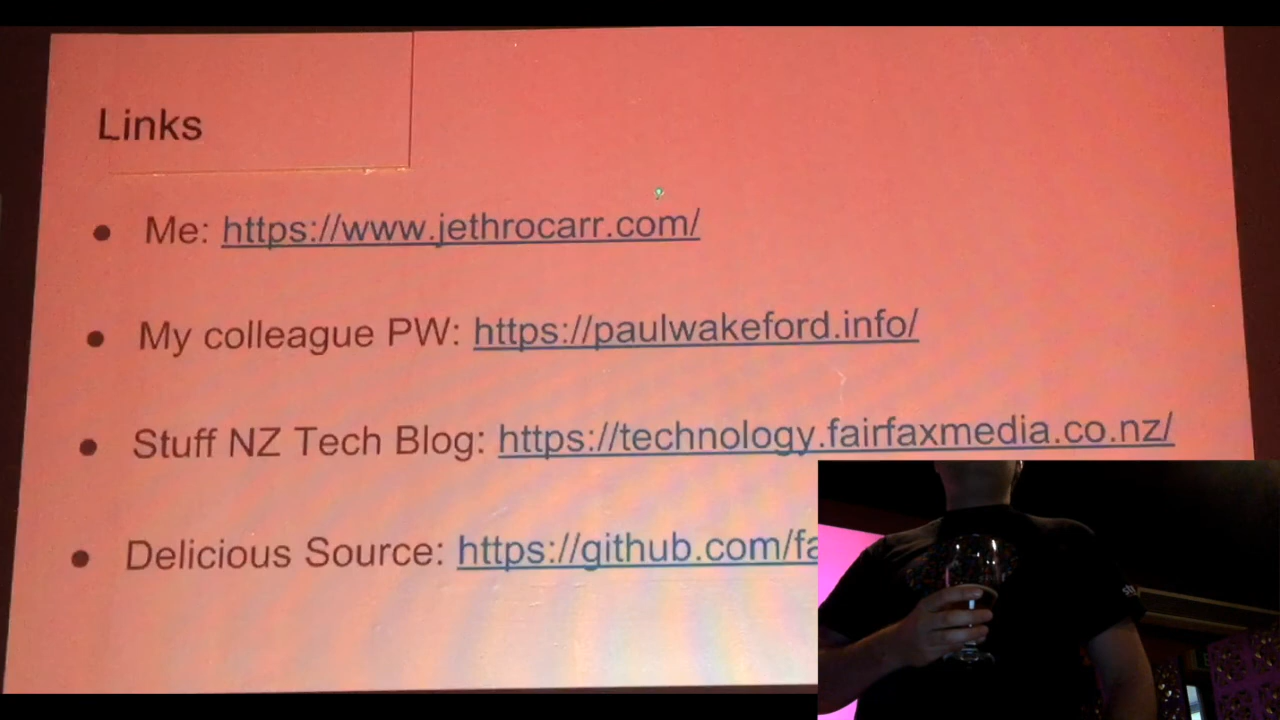 Links
● Me: https://www.jethrocarr.com/
● My colleague PW: https://paulwakeford.info/
● Stuff NZ Tech Blog: https://technology.fairfaxmedia.co.nz/
● Delicious Source: https://github.com/fa